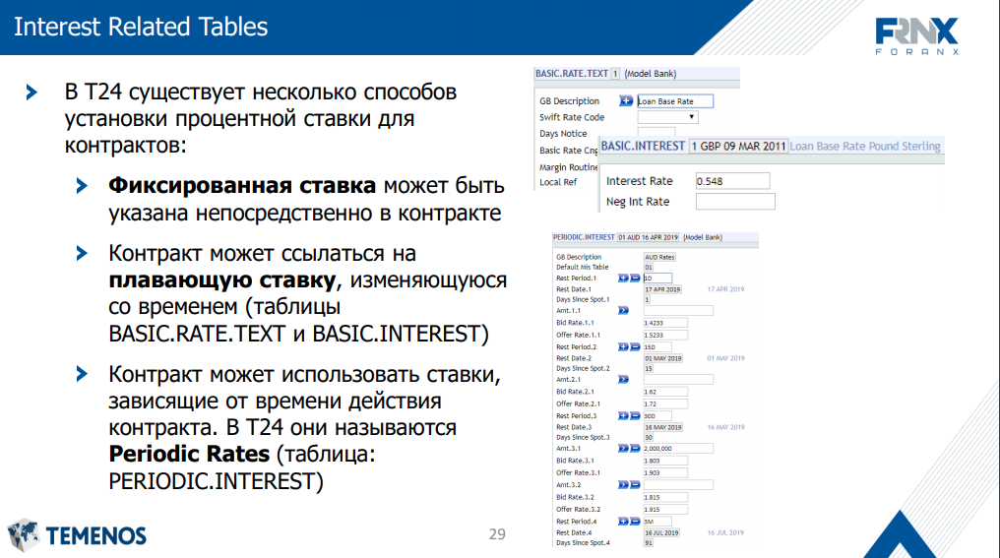 Interest Related Tables
FRNX
FORANX
В T24 существует несколько способов
установки процентной ставки для
контрактов:
Фиксированная ставка может быть
указана непосредственно в контракте
Контракт может ссылаться на
плавающую ставку, изменяющуюся
со временем (таблицы
BASIC.RATE.TEXT и BASIC.INTEREST)
Контракт может использовать ставки,
зависящие от времени действия
контракта. В T24 они называются
Periodic Rates (таблица:
PERIODIC.INTEREST)
BASIC.RATE.TEXT 1 (Model Bank)
GB Description Loan Base Rate
Swift Rate Code
Days Notice
Basic Rate Cng
Margin Routine
Local Ref
BASIC.INTEREST 1 GBP 09 MAR 2011 Loan Base Rate Pound Sterling
Interest Rate 0.548
Neg Int Rate
PERIODIC.INTEREST 01 AUD 16 APR 2019 (Model Bank)
GB Description AUD Rates
Default Mis Table 01
Rest Period.1 1D
Rest Date.1 17 APR 2019 17 APR 2019
Days Since Spot.1 1
Amt.1.1
Bid Rate.1.1 1.4233
Offer Rate.1.1 1.5233
Rest Period.2 15D
Rest Date.2 01 MAY 2019 01 MAY 2019
Days Since Spot.2 15
Amt.2.1
Bid Rate.2.1 1.62
Offer Rate.2.1 1.72
Rest Period.3 30D
Rest Date.3 16 MAY 2019 16 MAY 2019
Days Since Spot.3 30
Amt.3.1 2,000,000
Bid Rate.3.1 1.803
Offer Rate.3.1 1.903
Amt.3.2
Bid Rate.3.2 1.815
Offer Rate.3.2 1.915
Rest Period.4 3M
Rest Date.4 16 JUL 2019 16 JUL 2019
Days Since Spot.4 91
TEMENOS
29